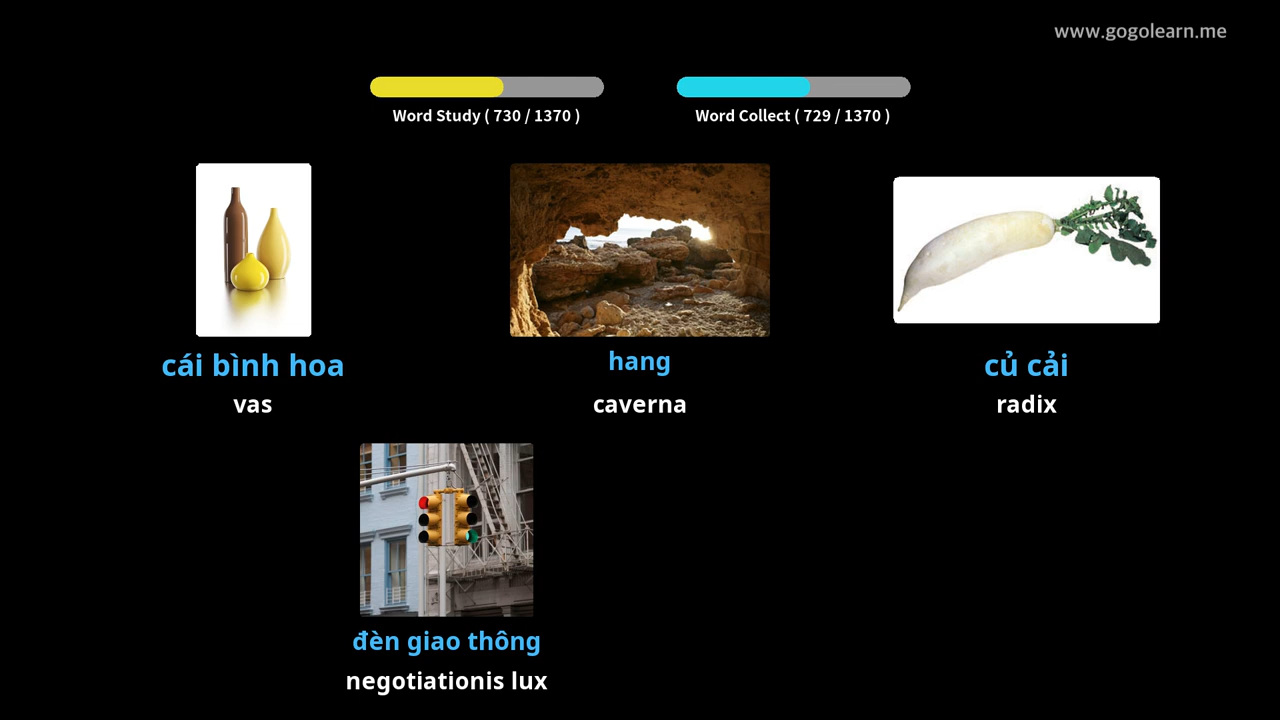 www.gogolearn.me
Word Study ( 730 / 1370 )
Word Collect ( 729 / 1370 )
cái bình hoa
hang
củ cải
vas
caverna
radix
đèn giao thông
negotiationis lux